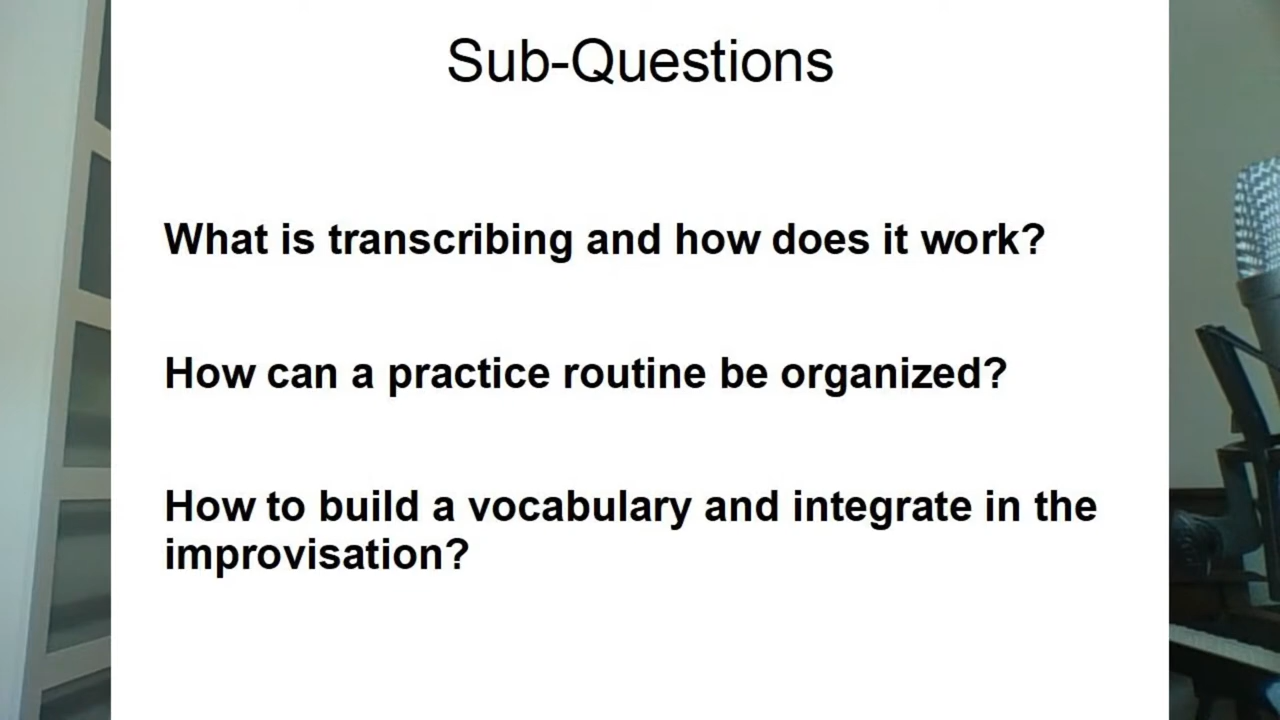 Sub-Questions
What is transcribing and how does it work?
How can a practice routine be organized?
How to build a vocabulary and integrate in the
improvisation?